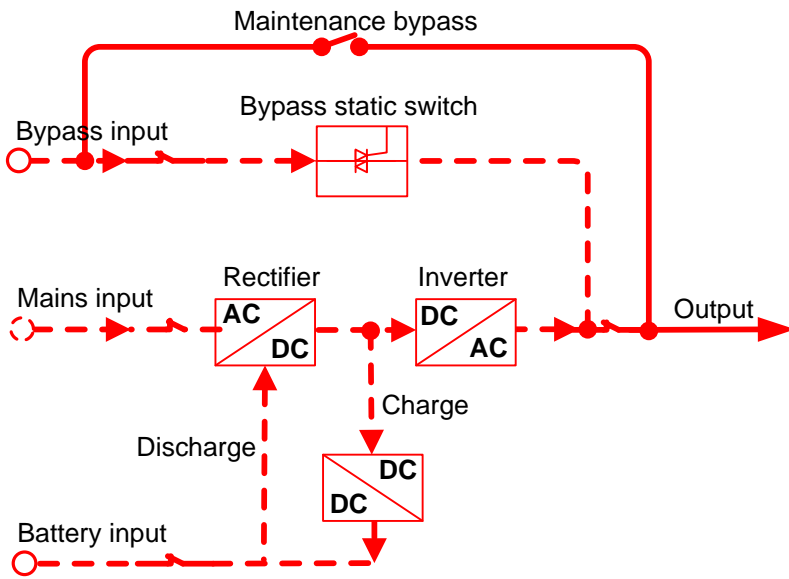 Maintenance bypass
Bypass static switch
Bypass input
Rectifier
Inverter
Mains input
AC
DC
DC
AC
Output
Charge
Discharge
DC
DC
Battery input